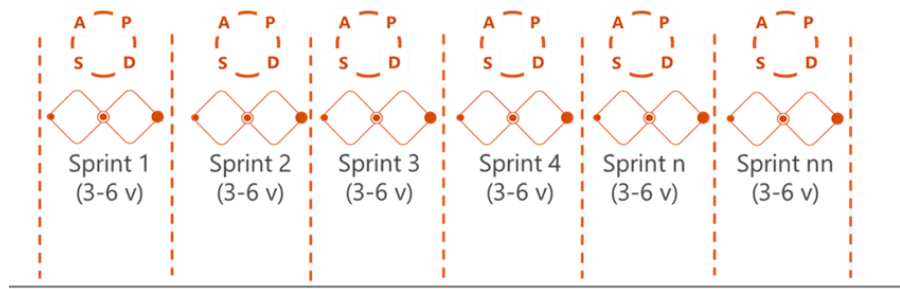 A P A P A P A P A P A P
S D S D S D S D S D S D
Sprint 1 Sprint 2 Sprint 3 Sprint 4 Sprint n Sprint nn
(3-6 v) (3-6 v) (3-6 v) (3-6 v) (3-6 v) (3-6 v)